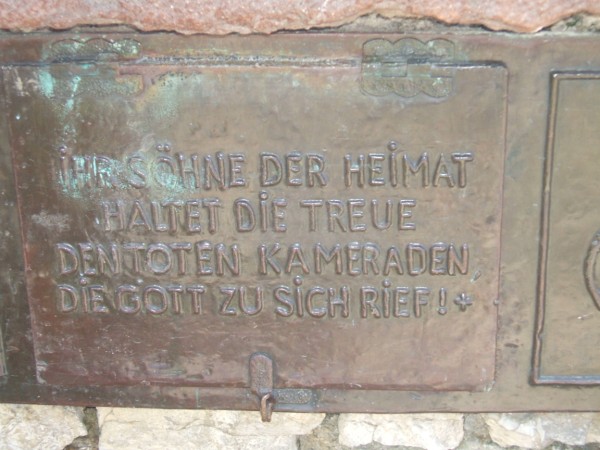 iHR SÖHNE DER HEiMAT
HALTET DIE TREUE
DEN TOTEN KAMERADEN,
DiE GOTT ZU SiCH RiEF! +